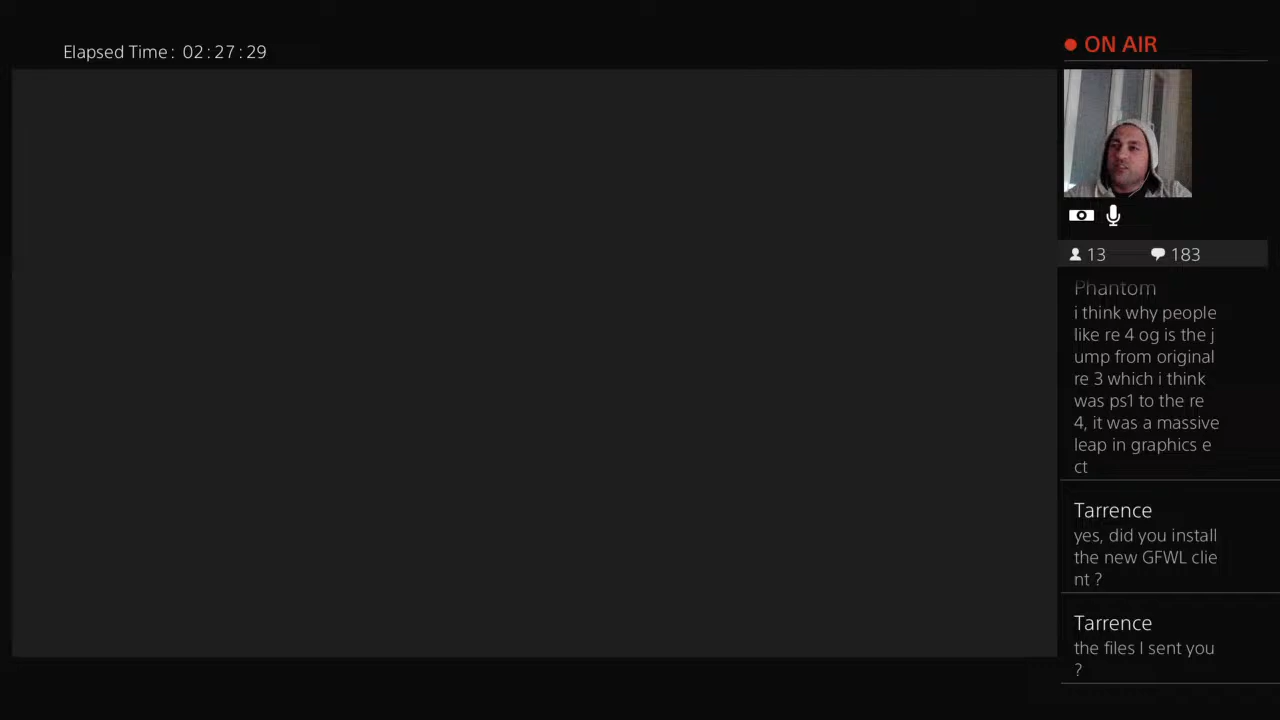 Elapsed Time: 02:27:29
ON AIR
13 183
Phantom
i think why people
like re 4 og is the j
ump from original
re 3 which i think
was ps1 to the re
4, it was a massive
leap in graphics e
ct
Tarrence
yes, did you install
the new GFWL clie
nt ?
Tarrence
the files I sent you
?